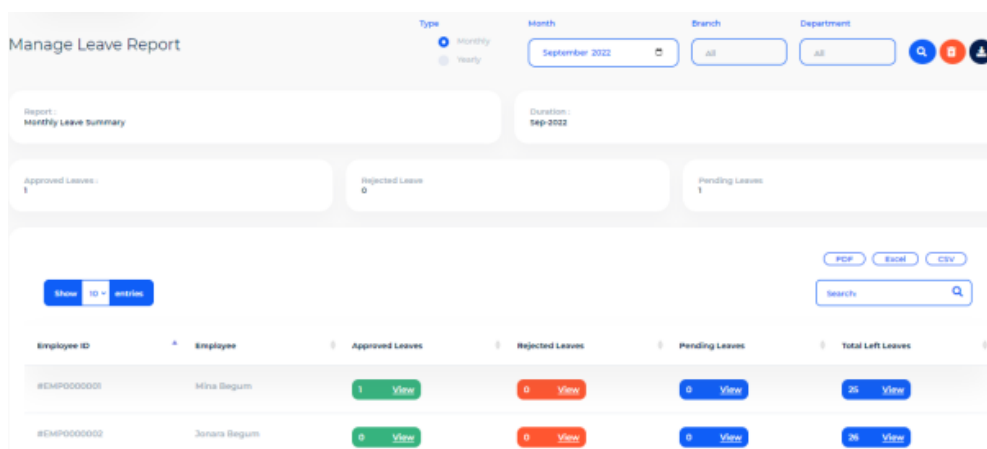 Type Month Branch Department
Manage Leave Report
Monthly
Yearly
September 2022 All All
Report : Duration :
Monthly Leave Summary Sep-2022
Approved Leaves : Rejected Leave Pending Leaves
1 0 1
PDF Excel CSV
Show 10 entries Search:
Employee ID Employee Approved Leaves Rejected Leaves Pending Leaves Total Left Leaves
#EMP0000001 Mina Begum 1 View 0 View 0 View 25 View
#EMP0000002 Jonara Begum 0 View 0 View 0 View 26 View